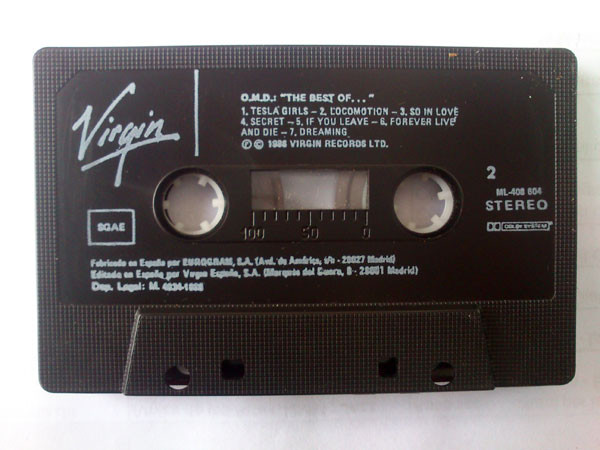 Virgin
O.M.D.: "THE BEST OF..."
1. TESLA GIRLS – 2. LOCOMOTION – 3. SO IN LOVE
4. SECRET – 5. IF YOU LEAVE – 6. FOREVER LIVE
AND DIE – 7. DREAMING
℗ © 1988 VIRGIN RECORDS LTD.
2
ML-408 604
STEREO
SGAE
DOLBY SYSTEM
100 50 0
Fabricado en España por EUROGRAM, S.A. (Avd. de América, s/n - 28027 Madrid)
Editado en España por Virgin España, S.A. (Marqués del Duero, 8 - 28001 Madrid)
Dep. Legal: M.